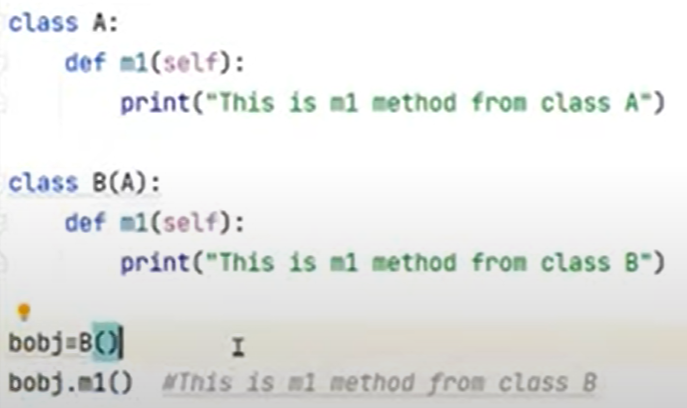 class A:
    def m1(self):
        print("This is m1 method from class A")
class B(A):
    def m1(self):
        print("This is m1 method from class B")
bobj=B()
bobj.m1()  #This is m1 method from class B